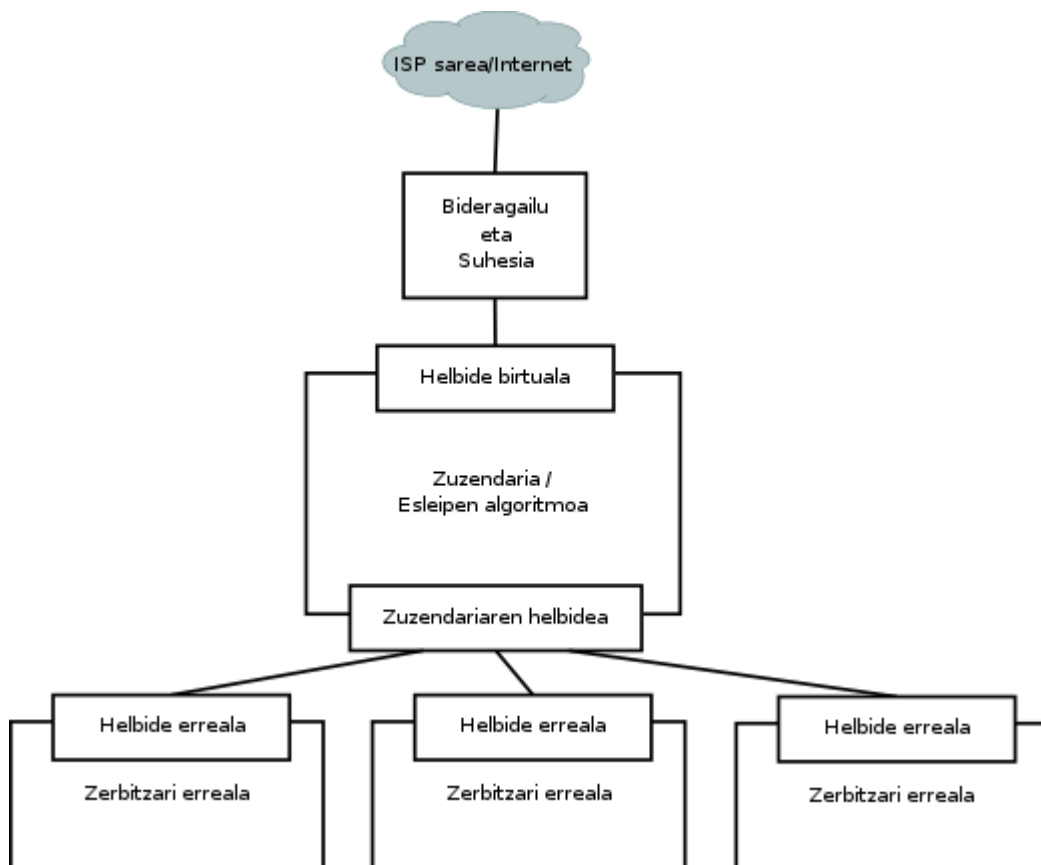 ISP sarea/Internet
Bideragailu
eta
Suhesia
Helbide birtuala
Zuzendaria /
Esleipen algoritmoa
Zuzendariaren helbidea
Helbide erreala
Helbide erreala
Helbide erreala
Zerbitzari erreala
Zerbitzari erreala
Zerbitzari erreala